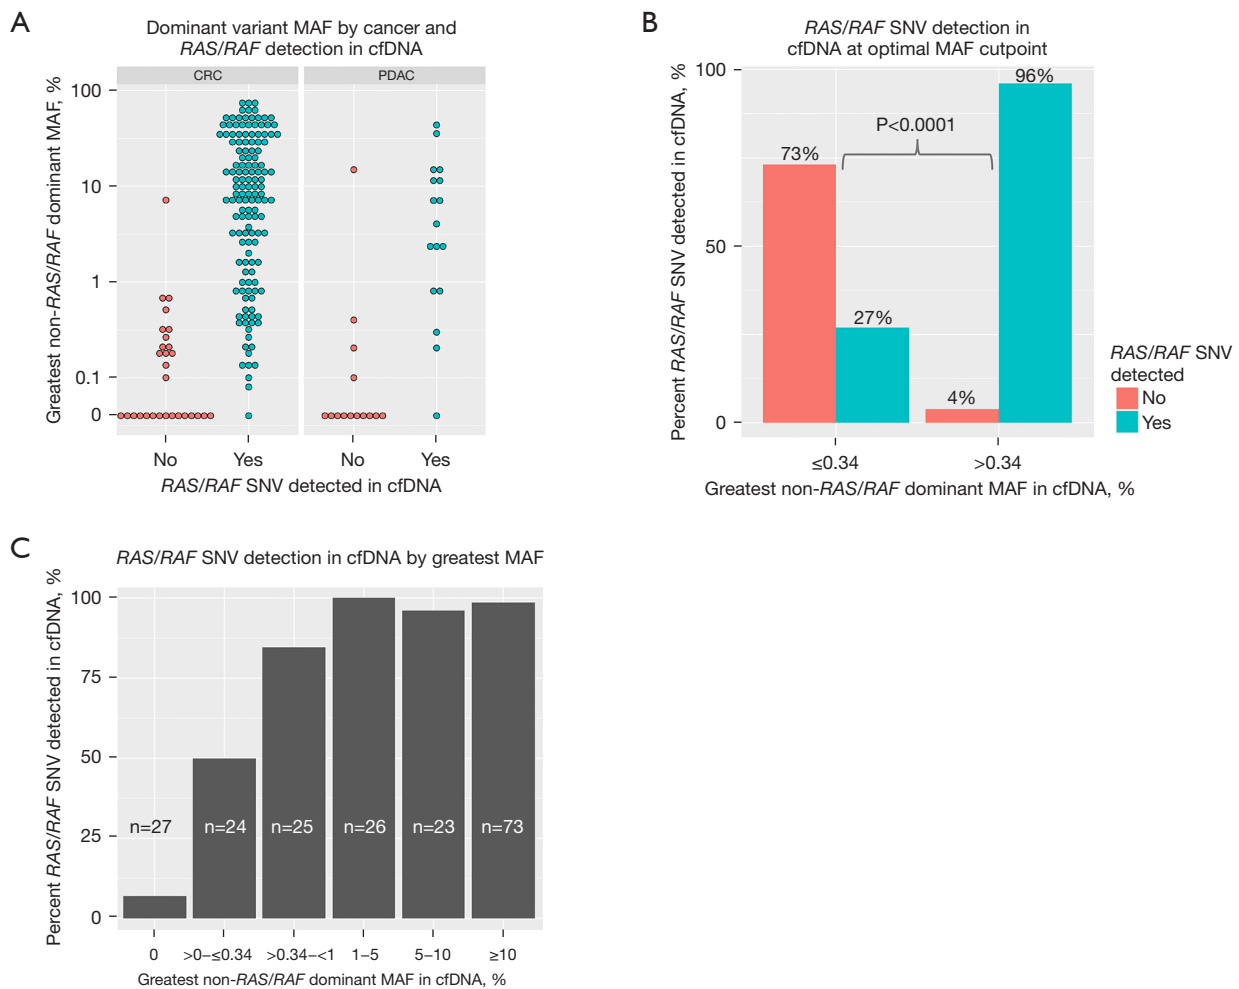 A
Dominant variant MAF by cancer and
RAS/RAF detection in cfDNA
CRC
PDAC
Greatest non-RAS/RAF dominant MAF, %
100
10
1
0.1
0
No
Yes
No
Yes
RAS/RAF SNV detected in cfDNA
B
RAS/RAF SNV detection in
cfDNA at optimal MAF cutpoint
Percent RAS/RAF SNV detected in cfDNA, %
100
50
0
73%
27%
P<0.0001
4%
96%
≤0.34
>0.34
Greatest non-RAS/RAF dominant MAF in cfDNA, %
RAS/RAF SNV
detected
No
Yes
C
RAS/RAF SNV detection in cfDNA by greatest MAF
Percent RAS/RAF SNV detected in cfDNA, %
100
75
50
25
0
n=27
n=24
n=25
n=26
n=23
n=73
0
>0–≤0.34
>0.34–<1
1–5
5–10
≥10
Greatest non-RAS/RAF dominant MAF in cfDNA, %